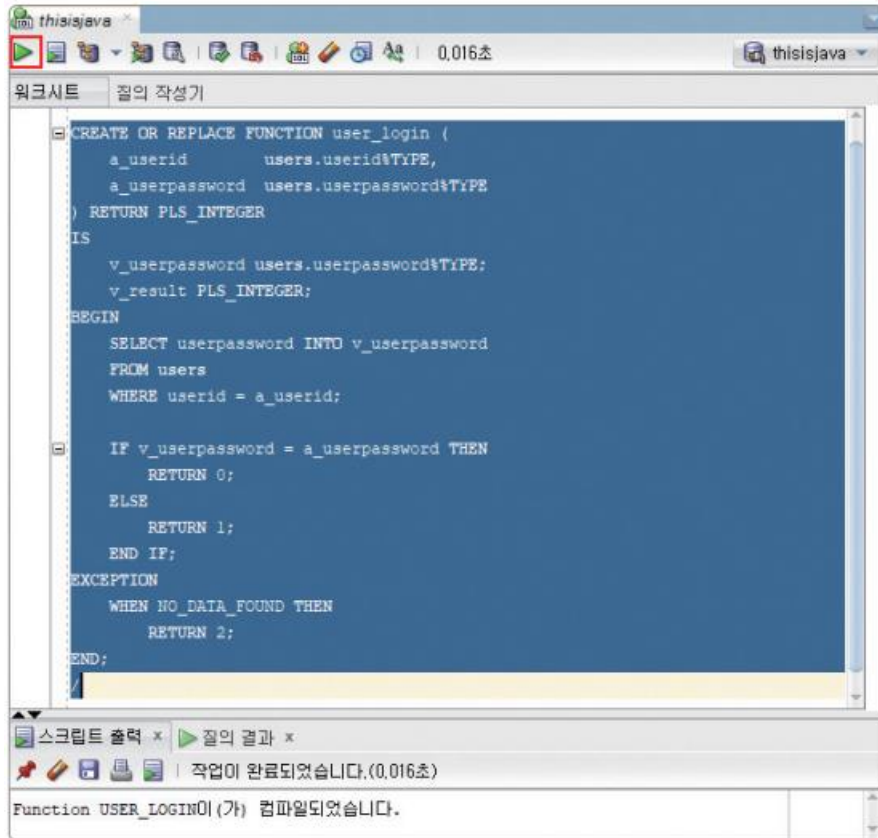 thisisjava
0,016초
thisisjava
워크시트 질의 작성기
CREATE OR REPLACE FUNCTION user_login (
a_userid users.userid%TYPE,
a_userpassword users.userpassword%TYPE
) RETURN PLS_INTEGER
IS
v_userpassword users.userpassword%TYPE;
v_result PLS_INTEGER;
BEGIN
SELECT userpassword INTO v_userpassword
FROM users
WHERE userid = a_userid;
IF v_userpassword = a_userpassword THEN
RETURN 0;
ELSE
RETURN 1;
END IF;
EXCEPTION
WHEN NO_DATA_FOUND THEN
RETURN 2;
END;
/
스크립트 출력 × 질의 결과 ×
작업이 완료되었습니다.(0,016초)
Function USER_LOGIN이(가) 컴파일되었습니다.